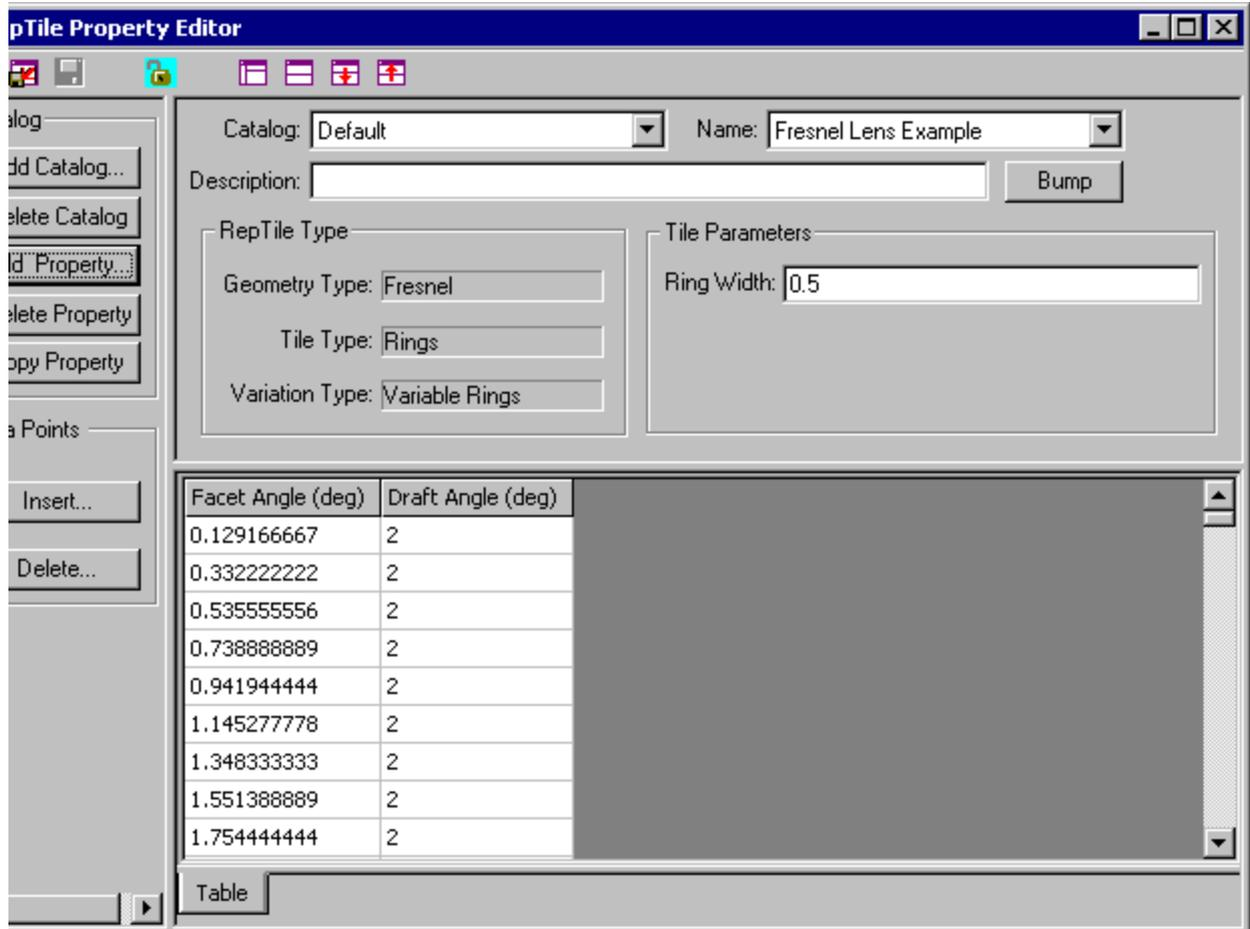 pTile Property Editor
alog
dd Catalog...
elete Catalog
ld Property...
elete Property
opy Property
a Points
Insert...
Delete...
Catalog: Default Name: Fresnel Lens Example
Description: Bump
RepTile Type
Geometry Type: Fresnel
Tile Type: Rings
Variation Type: Variable Rings
Tile Parameters
Ring Width: 0.5
Facet Angle (deg) Draft Angle (deg)
0.129166667 2
0.332222222 2
0.535555556 2
0.738888889 2
0.941944444 2
1.145277778 2
1.348333333 2
1.551388889 2
1.754444444 2
Table